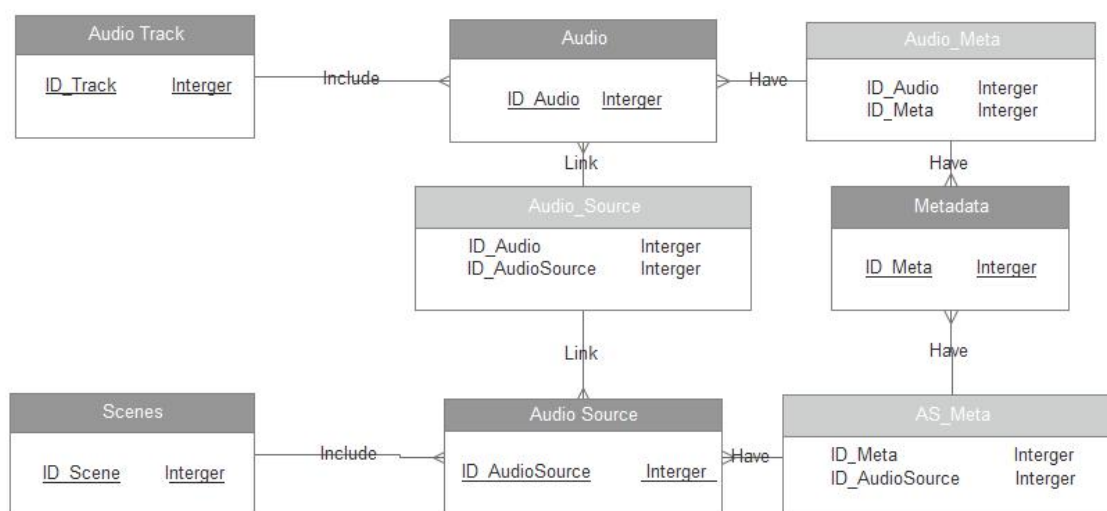 Audio Track
ID_Track Interger
Include
Audio
ID_Audio Interger
Have
Audio_Meta
ID_Audio Interger
ID_Meta Interger
Link
Have
Audio_Source
ID_Audio Interger
ID_AudioSource Interger
Metadata
ID_Meta Interger
Link
Have
Scenes
ID_Scene Interger
Include
Audio Source
ID_AudioSource Interger
Have
AS_Meta
ID_Meta Interger
ID_AudioSource Interger